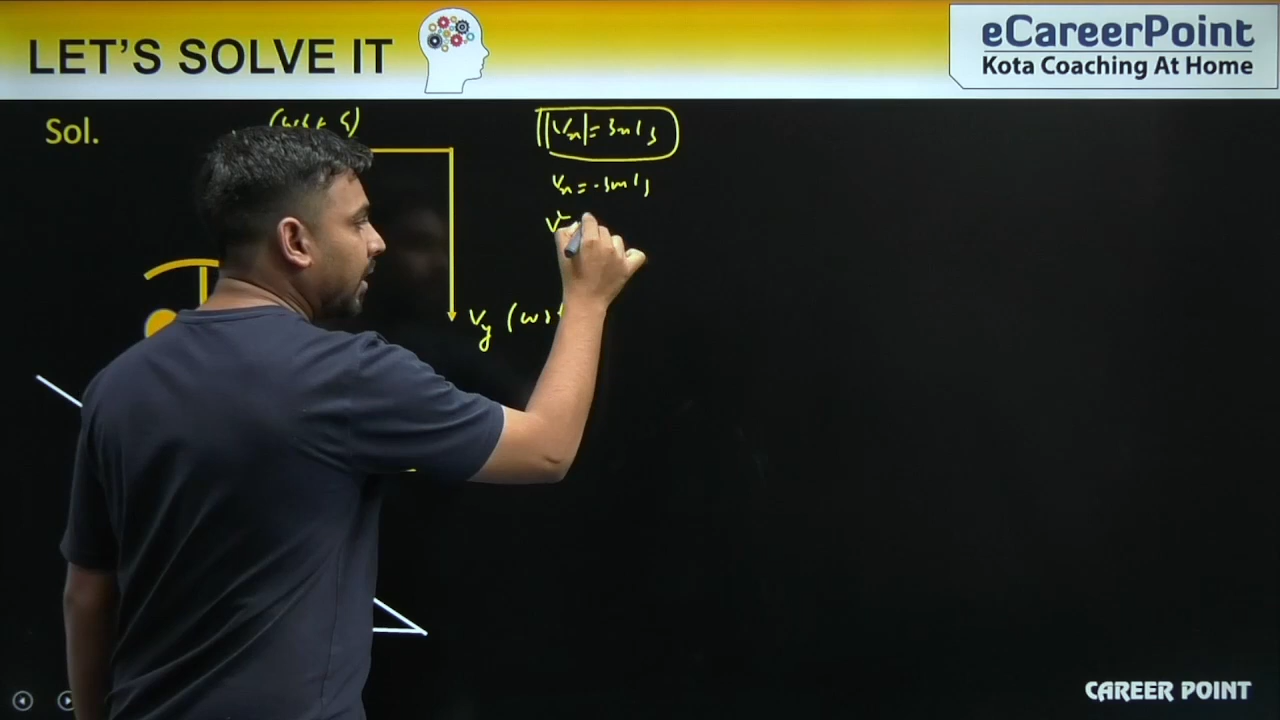 LET'S SOLVE IT
eCareerPoint
Kota Coaching At Home
Sol.
|Vx| = 3m/s
Vx = -3m/s
Vy
CAREER POINT